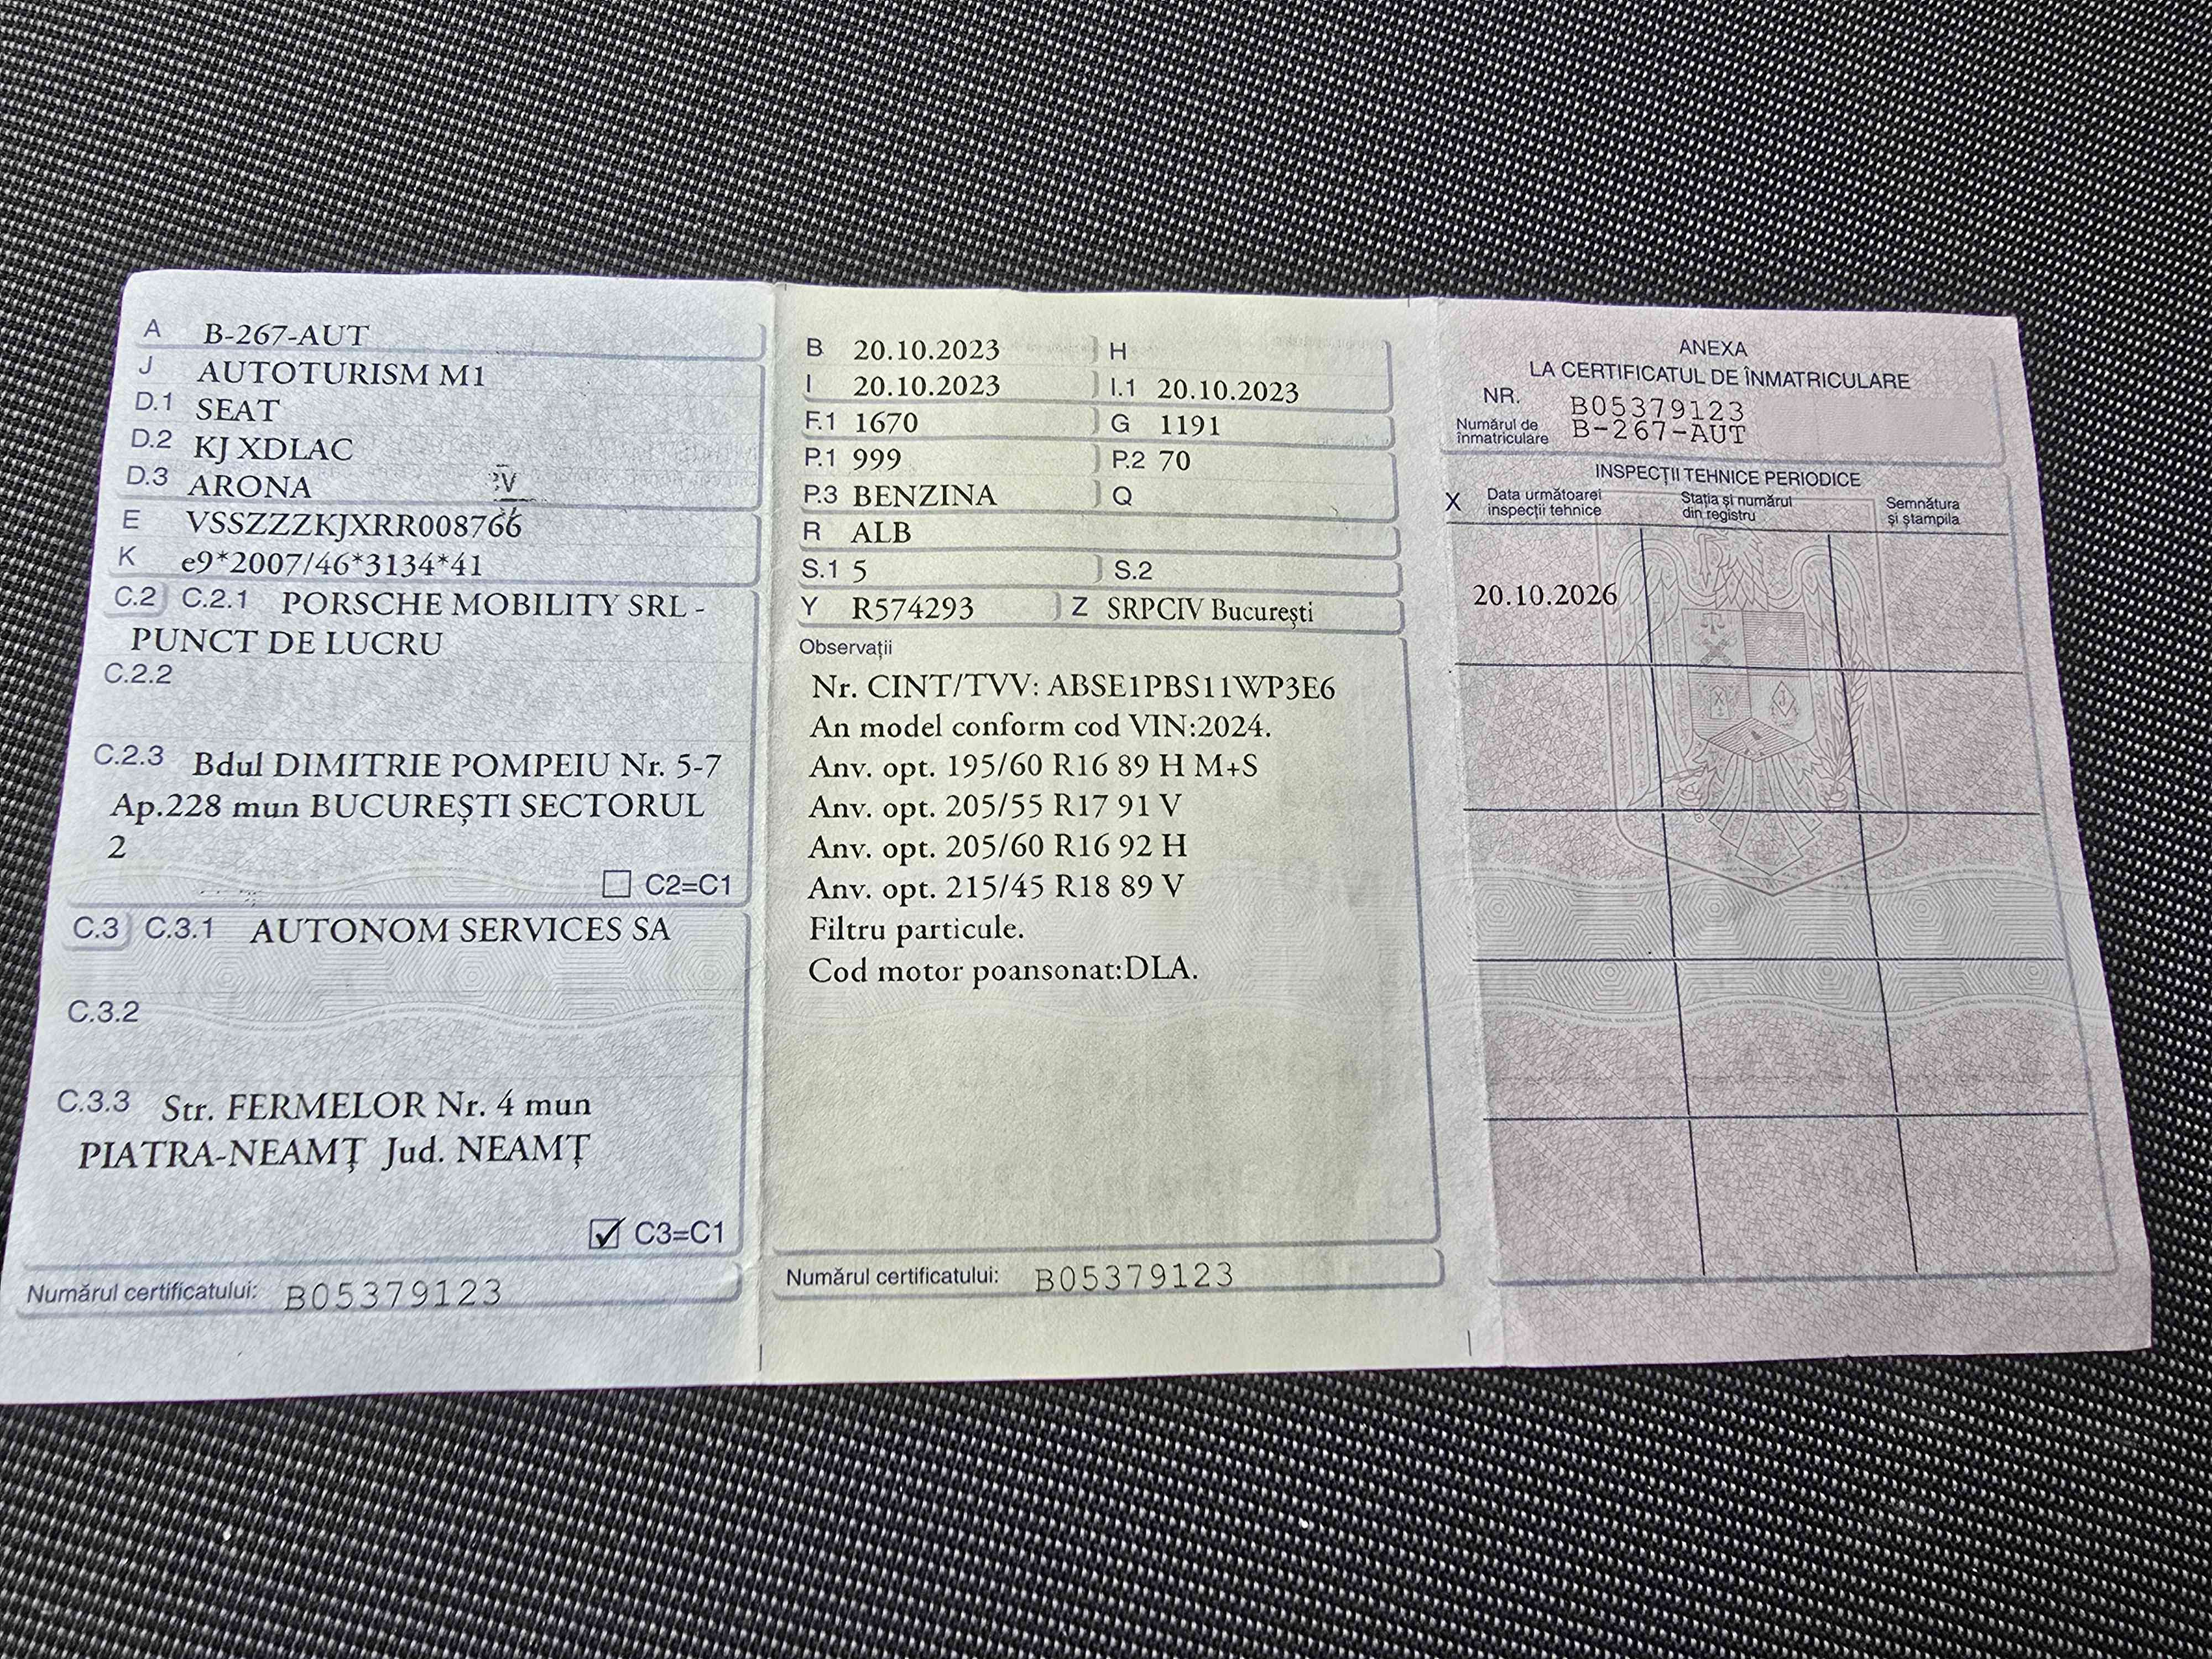 A B-267-AUT
J AUTOTURISM M1
D.1 SEAT
D.2 KJ XDLAC
D.3 ARONA
E VSSZZZKJXRR008766
K e9*2007/46*3134*41
C.2 C.2.1 PORSCHE MOBILITY SRL -
PUNCT DE LUCRU
C.2.2
C.2.3 Bdul DIMITRIE POMPEIU Nr. 5-7
Ap.228 mun BUCUREȘTI SECTORUL
2
C2=C1
C.3 C.3.1 AUTONOM SERVICES SA
C.3.2
C.3.3 Str. FERMELOR Nr. 4 mun
PIATRA-NEAMȚ Jud. NEAMȚ
C3=C1
Numărul certificatului: B05379123
B 20.10.2023 H
I 20.10.2023 I.1 20.10.2023
F.1 1670 G 1191
P.1 999 P.2 70
P.3 BENZINA Q
R ALB
S.1 5 S.2
Y R574293 Z SRPCIV București
Observații
Nr. CINT/TVV: ABSE1PBS11WP3E6
An model conform cod VIN:2024.
Anv. opt. 195/60 R16 89 H M+S
Anv. opt. 205/55 R17 91 V
Anv. opt. 205/60 R16 92 H
Anv. opt. 215/45 R18 89 V
Filtru particule.
Cod motor poansonat:DLA.
Numărul certificatului: B05379123
ANEXA
LA CERTIFICATUL DE ÎNMATRICULARE
NR. B05379123
Numărul de
înmatriculare B-267-AUT
INSPECȚII TEHNICE PERIODICE
X Data următoarei
inspecții tehnice
Stația și numărul
din registru
Semnătura
și ștampila
20.10.2026